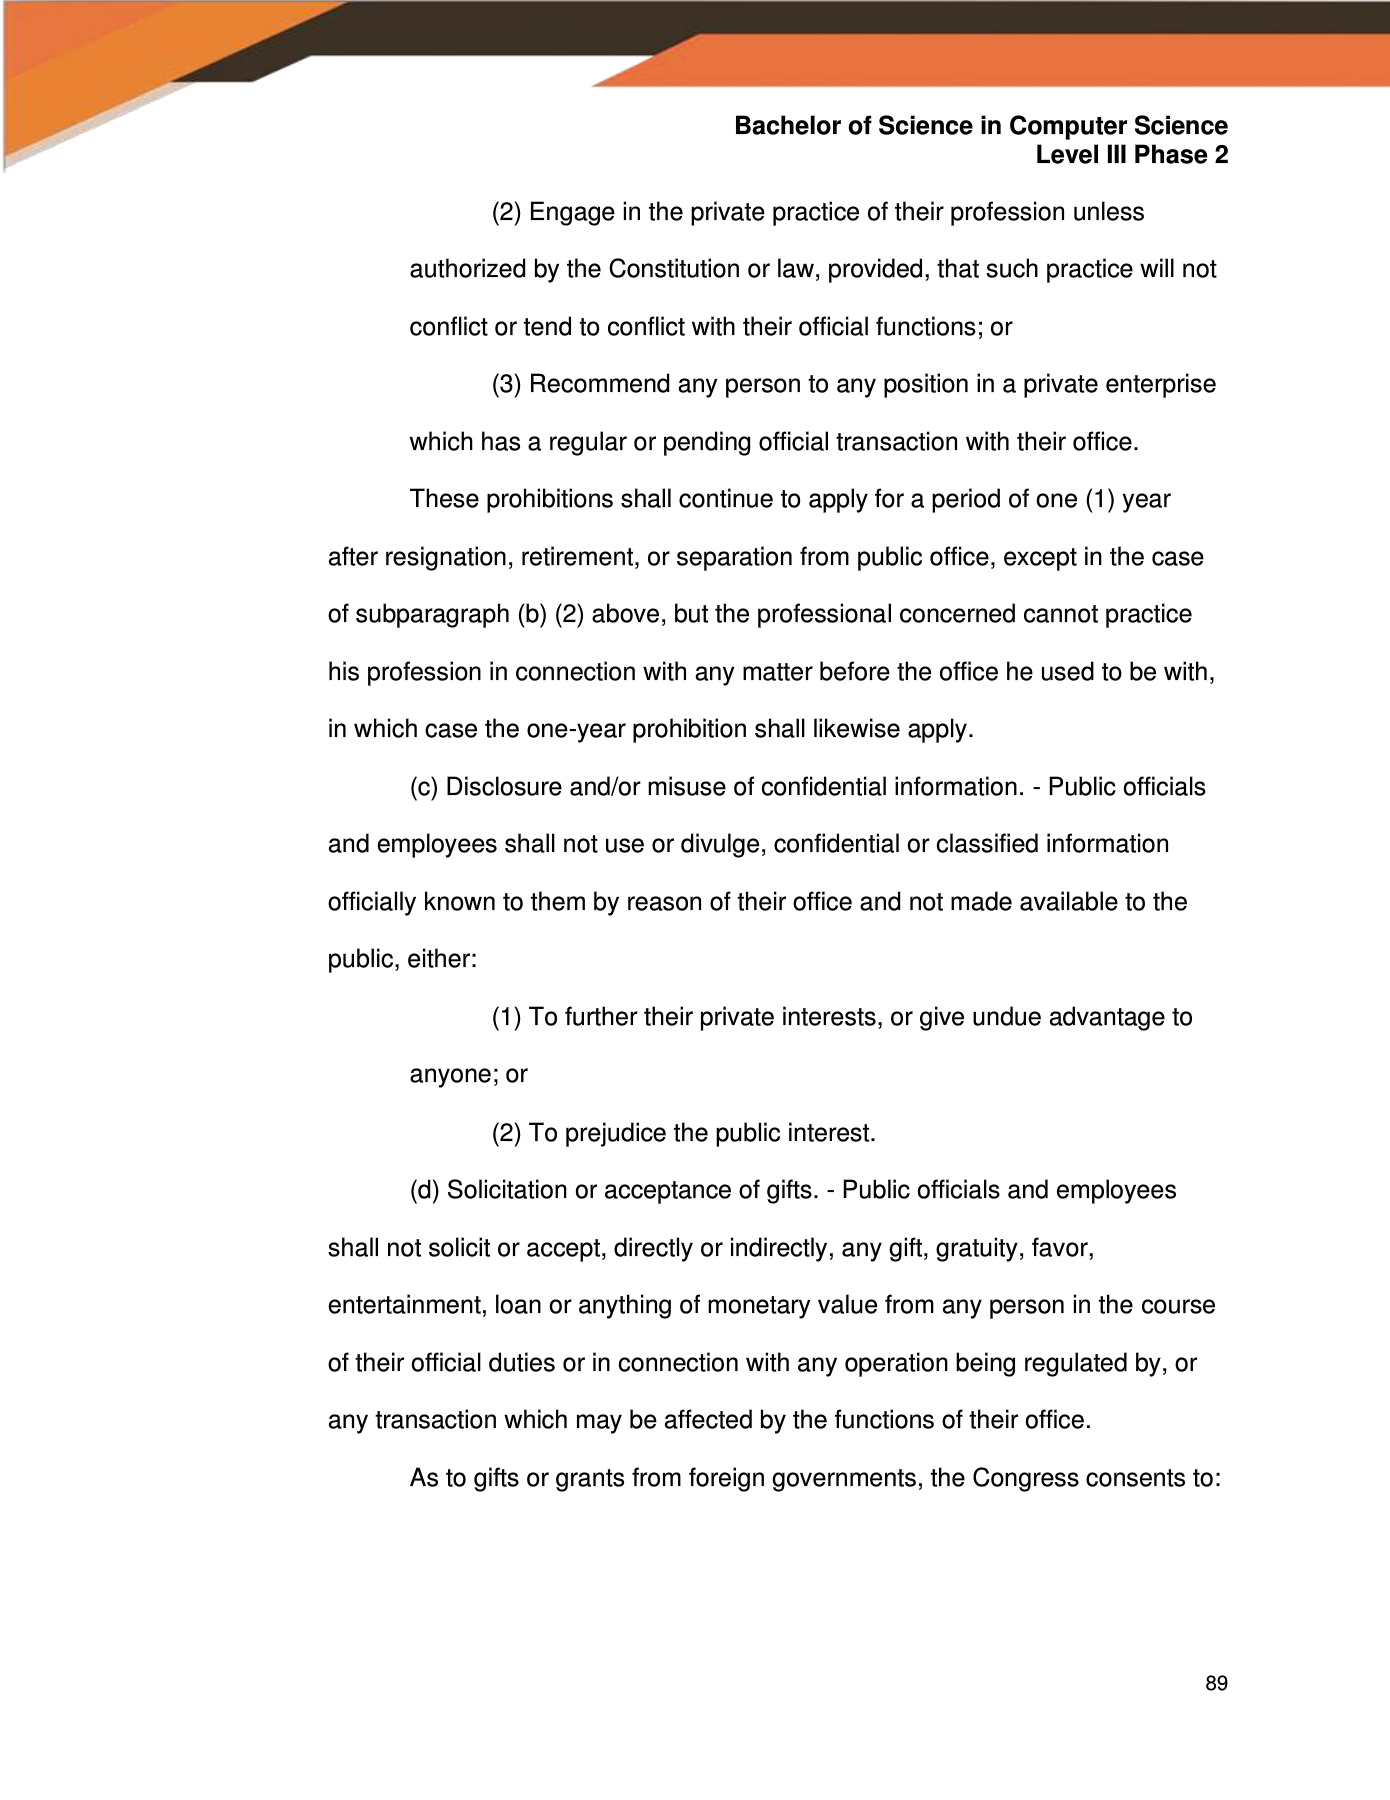 Bachelor of Science in Computer Science
Level III Phase 2
(2) Engage in the private practice of their profession unless
authorized by the Constitution or law, provided, that such practice will not
conflict or tend to conflict with their official functions; or
(3) Recommend any person to any position in a private enterprise
which has a regular or pending official transaction with their office.
These prohibitions shall continue to apply for a period of one (1) year
after resignation, retirement, or separation from public office, except in the case
of subparagraph (b) (2) above, but the professional concerned cannot practice
his profession in connection with any matter before the office he used to be with,
in which case the one-year prohibition shall likewise apply.
(c) Disclosure and/or misuse of confidential information. - Public officials
and employees shall not use or divulge, confidential or classified information
officially known to them by reason of their office and not made available to the
public, either:
(1) To further their private interests, or give undue advantage to
anyone; or
(2) To prejudice the public interest.
(d) Solicitation or acceptance of gifts. - Public officials and employees
shall not solicit or accept, directly or indirectly, any gift, gratuity, favor,
entertainment, loan or anything of monetary value from any person in the course
of their official duties or in connection with any operation being regulated by, or
any transaction which may be affected by the functions of their office.
As to gifts or grants from foreign governments, the Congress consents to:
89